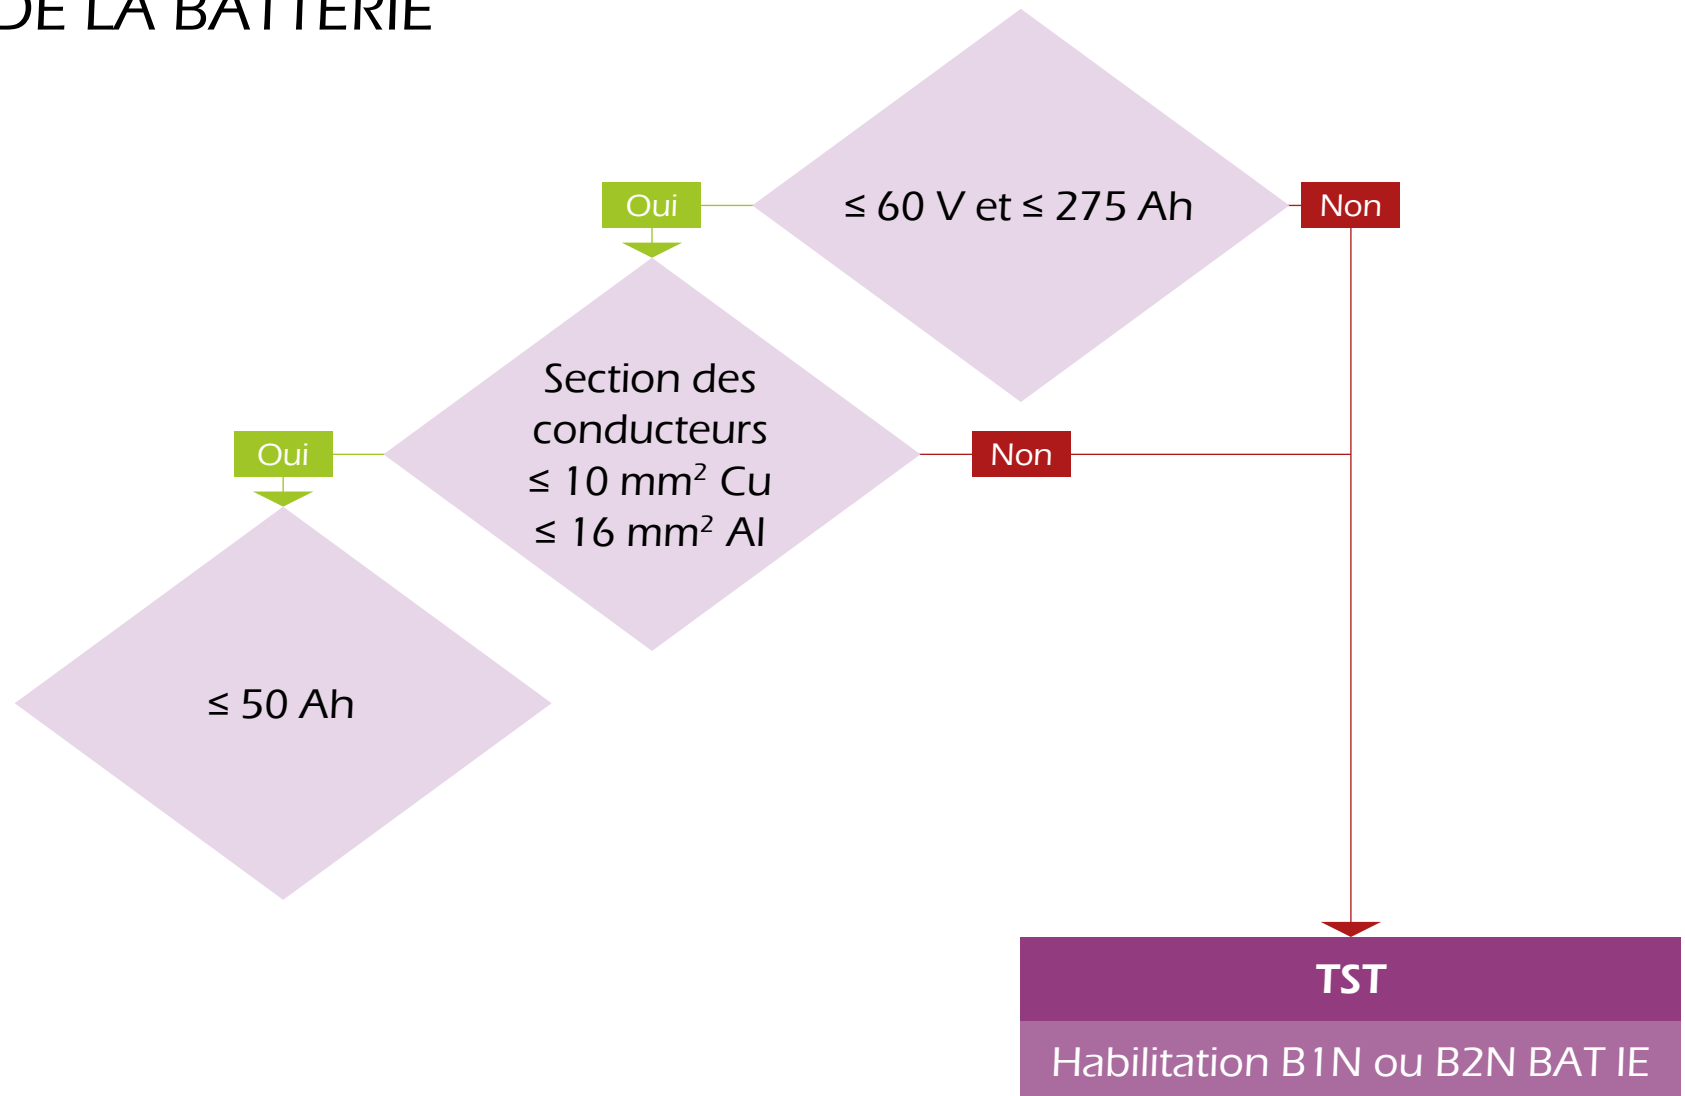 DE LA BATTERIE
≤ 60 V et ≤ 275 Ah
Oui
Non
Section des
conducteurs
≤ 10 mm² Cu
≤ 16 mm² Al
Oui
Non
≤ 50 Ah
TST
Habilitation B1N ou B2N BAT IE